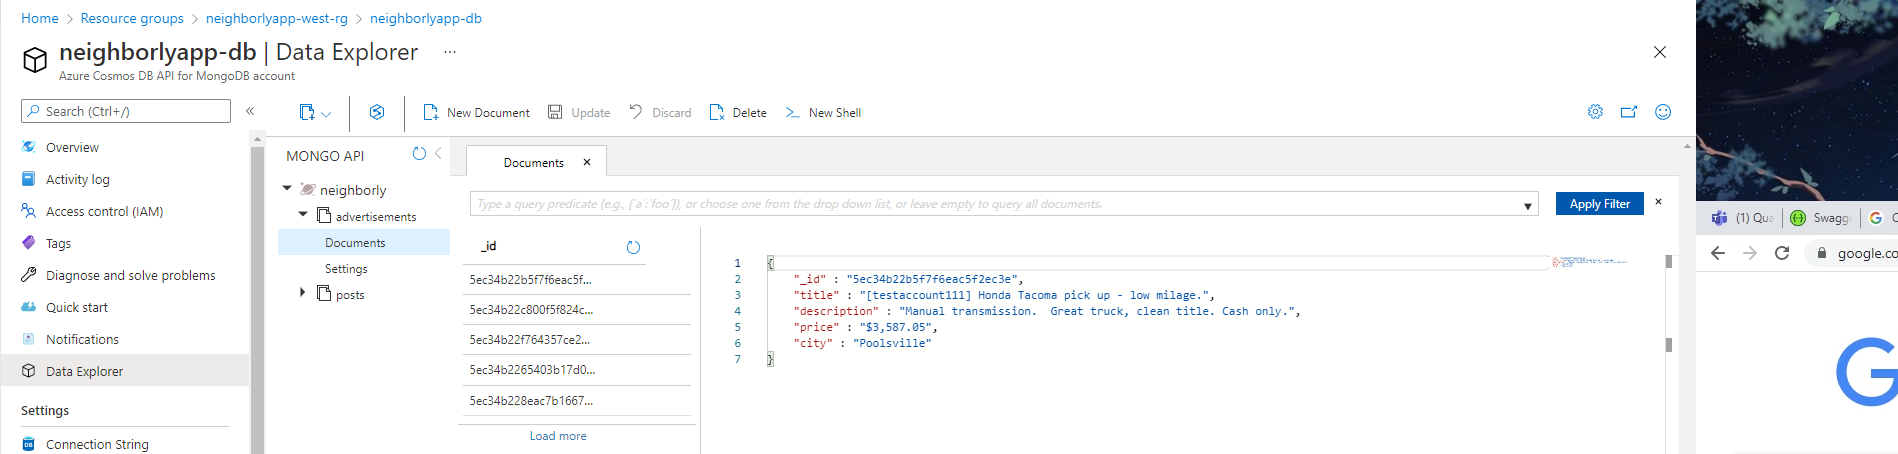 Home > Resource groups > neighborlyapp-west-rg > neighborlyapp-db
neighborlyapp-db | Data Explorer ...
Azure Cosmos DB API for MongoDB account
Search (Ctrl+/)
«
New Document
Update
Discard
Delete
New Shell
Overview
Activity log
Access control (IAM)
Tags
Diagnose and solve problems
Quick start
Notifications
Data Explorer
Settings
Connection String
MONGO API
neighborly
advertisements
Documents
Settings
posts
Documents
Type a query predicate (e.g., {´a´:´foo´}), or choose one from the drop down list, or leave empty to query all documents.
Apply Filter
_id
5ec34b22b5f7f6eac5f...
5ec34b22c800f5f824c...
5ec34b22f764357ce2...
5ec34b2265403b17d0...
5ec34b228eac7b1667...
Load more
1 {
2 "_id" : "5ec34b22b5f7f6eac5f2ec3e",
3 "title" : "[testaccount111] Honda Tacoma pick up - low milage.",
4 "description" : "Manual transmission.  Great truck, clean title. Cash only.",
5 "price" : "$3,587.05",
6 "city" : "Poolsville"
7 }
(1) Qua
Swagge
google.co
G